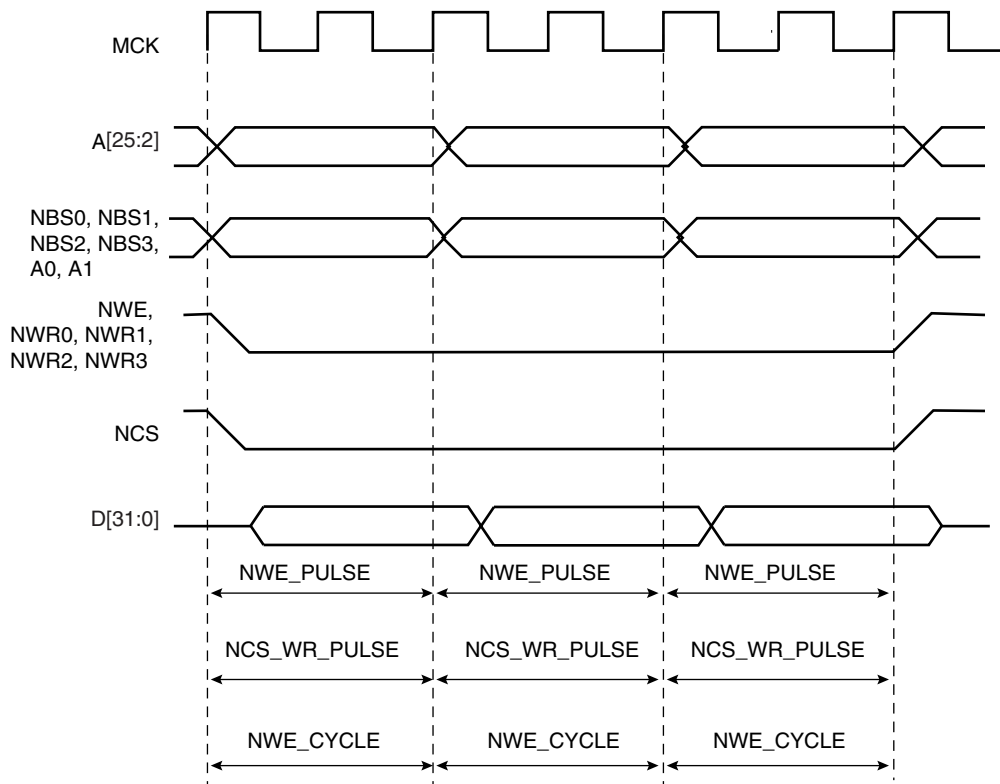 MCK
A[25:2]
NBS0, NBS1,
NBS2, NBS3,
A0, A1
NWE,
NWR0, NWR1,
NWR2, NWR3
NCS
D[31:0]
NWE_PULSE NWE_PULSE NWE_PULSE
NCS_WR_PULSE NCS_WR_PULSE NCS_WR_PULSE
NWE_CYCLE NWE_CYCLE NWE_CYCLE